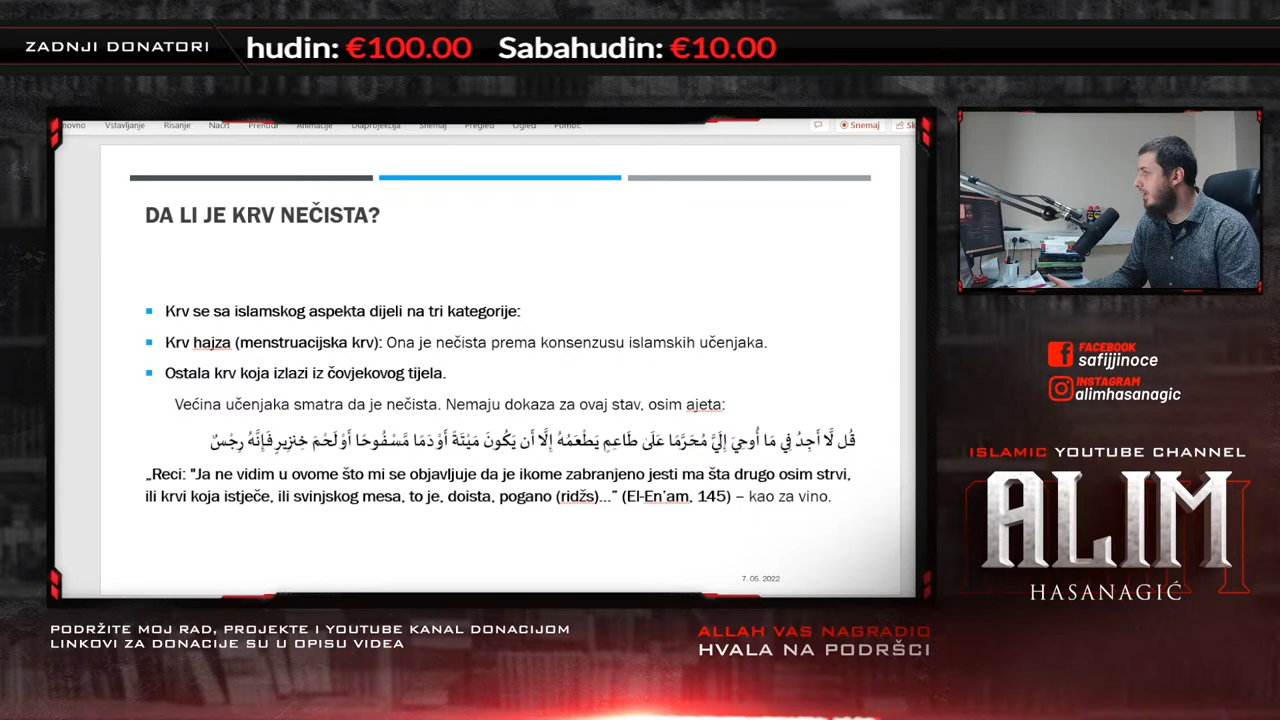 ZADNJI DONATORI
hudin: €100.00 Sabahudin: €10.00
Vstavljanje Risanje Načrt Prehodi Animacije Diaprojekcija Snemaj Pregled Ogled Pomoč
Snemaj
DA LI JE KRV NEČISTA?
Krv se sa islamskog aspekta dijeli na tri kategorije:
Krv hajza (menstruacijska krv): Ona je nečista prema konsenzusu islamskih učenjaka.
Ostala krv koja izlazi iz čovjekovog tijela.
Većina učenjaka smatra da je nečista. Nemaju dokaza za ovaj stav, osim ajeta:
قُل لَّا أَجِدُ فِي مَا أُوحِيَ إِلَيَّ مُحَرَّمًا عَلَىٰ طَاعِمٍ يَطْعَمُهُ إِلَّا أَن يَكُونَ مَيْتَةً أَوْ دَمًا مَّسْفُوحًا أَوْ لَحْمَ خِنزِيرٍ فَإِنَّهُ رِجْسٌ
„Reci: "Ja ne vidim u ovome što mi se objavljuje da je ikome zabranjeno jesti ma šta drugo osim strvi,
ili krvi koja istječe, ili svinjskog mesa, to je, doista, pogano (ridžs)...” (El-En’am, 145) – kao za vino.
7. 05. 2022
FACEBOOK
safijjinoce
INSTAGRAM
alimhasanagic
ISLAMIC YOUTUBE CHANNEL
ALIM
HASANAGIĆ
PODRŽITE MOJ RAD, PROJEKTE I YOUTUBE KANAL DONACIJOM
LINKOVI ZA DONACIJE SU U OPISU VIDEA
ALLAH VAS NAGRADIO
HVALA NA PODRŠCI